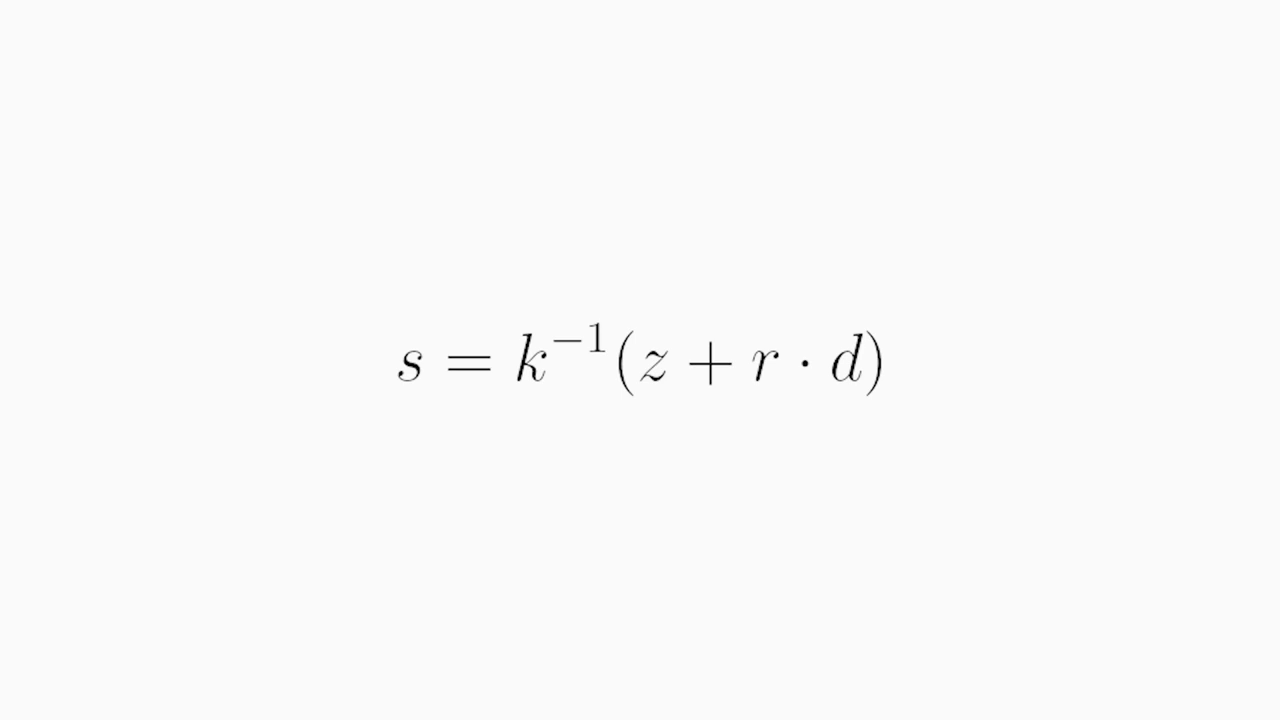 s = k⁻¹(z + r · d)